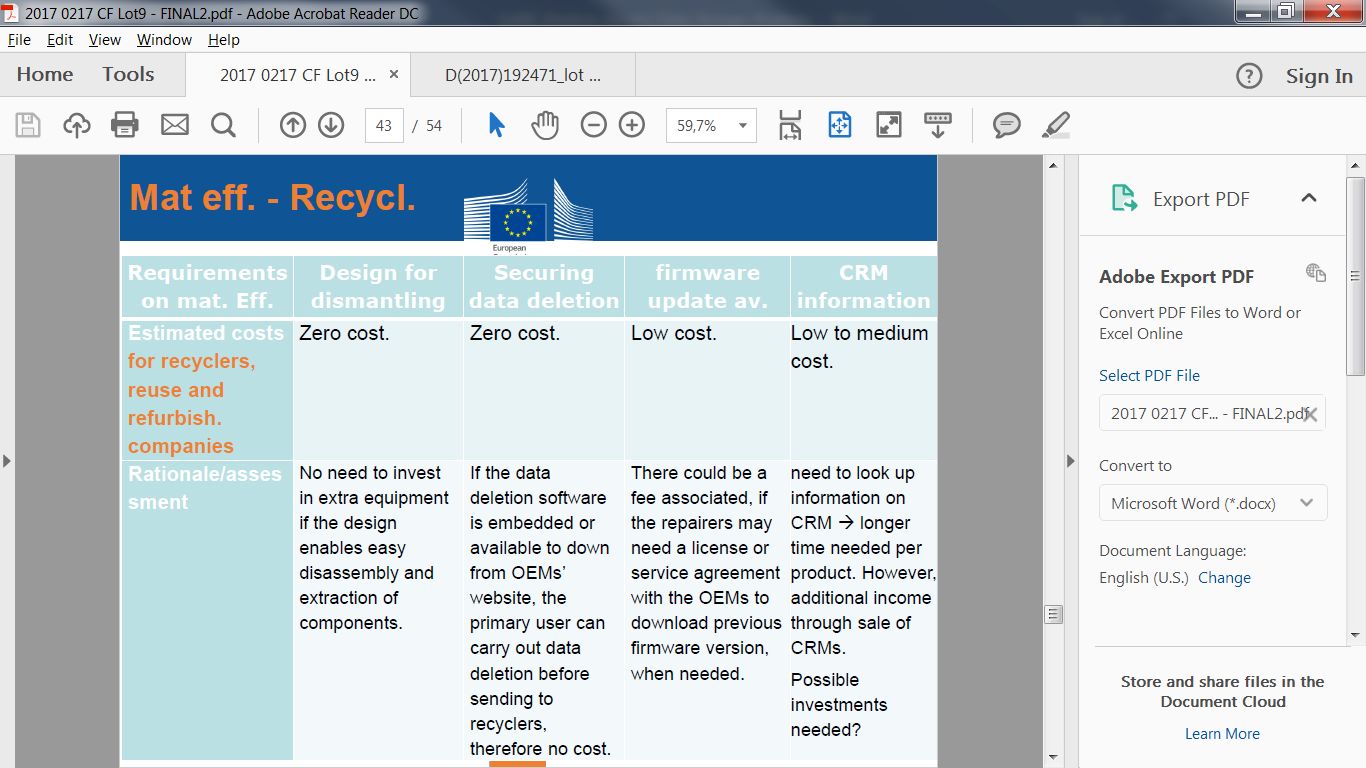 2017 0217 CF Lot9 - FINAL2.pdf - Adobe Acrobat Reader DC
File Edit View Window Help
Home Tools 2017 0217 CF Lot9 ... × D(2017)192471_lot ... ? Sign In
43 / 54 59,7%
Mat eff. - Recycl.
European
Requirements
on mat. Eff.
Design for
dismantling
Securing
data deletion
firmware
update av.
CRM
information
Estimated costs
for recyclers,
reuse and
refurbish.
companies
Zero cost.
Zero cost.
Low cost.
Low to medium
cost.
Rationale/asses
sment
No need to invest
in extra equipment
if the design
enables easy
disassembly and
extraction of
components.
If the data
deletion software
is embedded or
available to down
from OEMs’
website, the
primary user can
carry out data
deletion before
sending to
recyclers,
therefore no cost.
There could be a
fee associated, if
the repairers may
need a license or
service agreement
with the OEMs to
download previous
firmware version,
when needed.
need to look up
information on
CRM → longer
time needed per
product. However,
additional income
through sale of
CRMs.
Possible
investments
needed?
Export PDF
Adobe Export PDF
Convert PDF Files to Word or
Excel Online
Select PDF File
2017 0217 CF... - FINAL2.pdf
Convert to
Microsoft Word (*.docx)
Document Language:
English (U.S.) Change
Store and share files in the
Document Cloud
Learn More